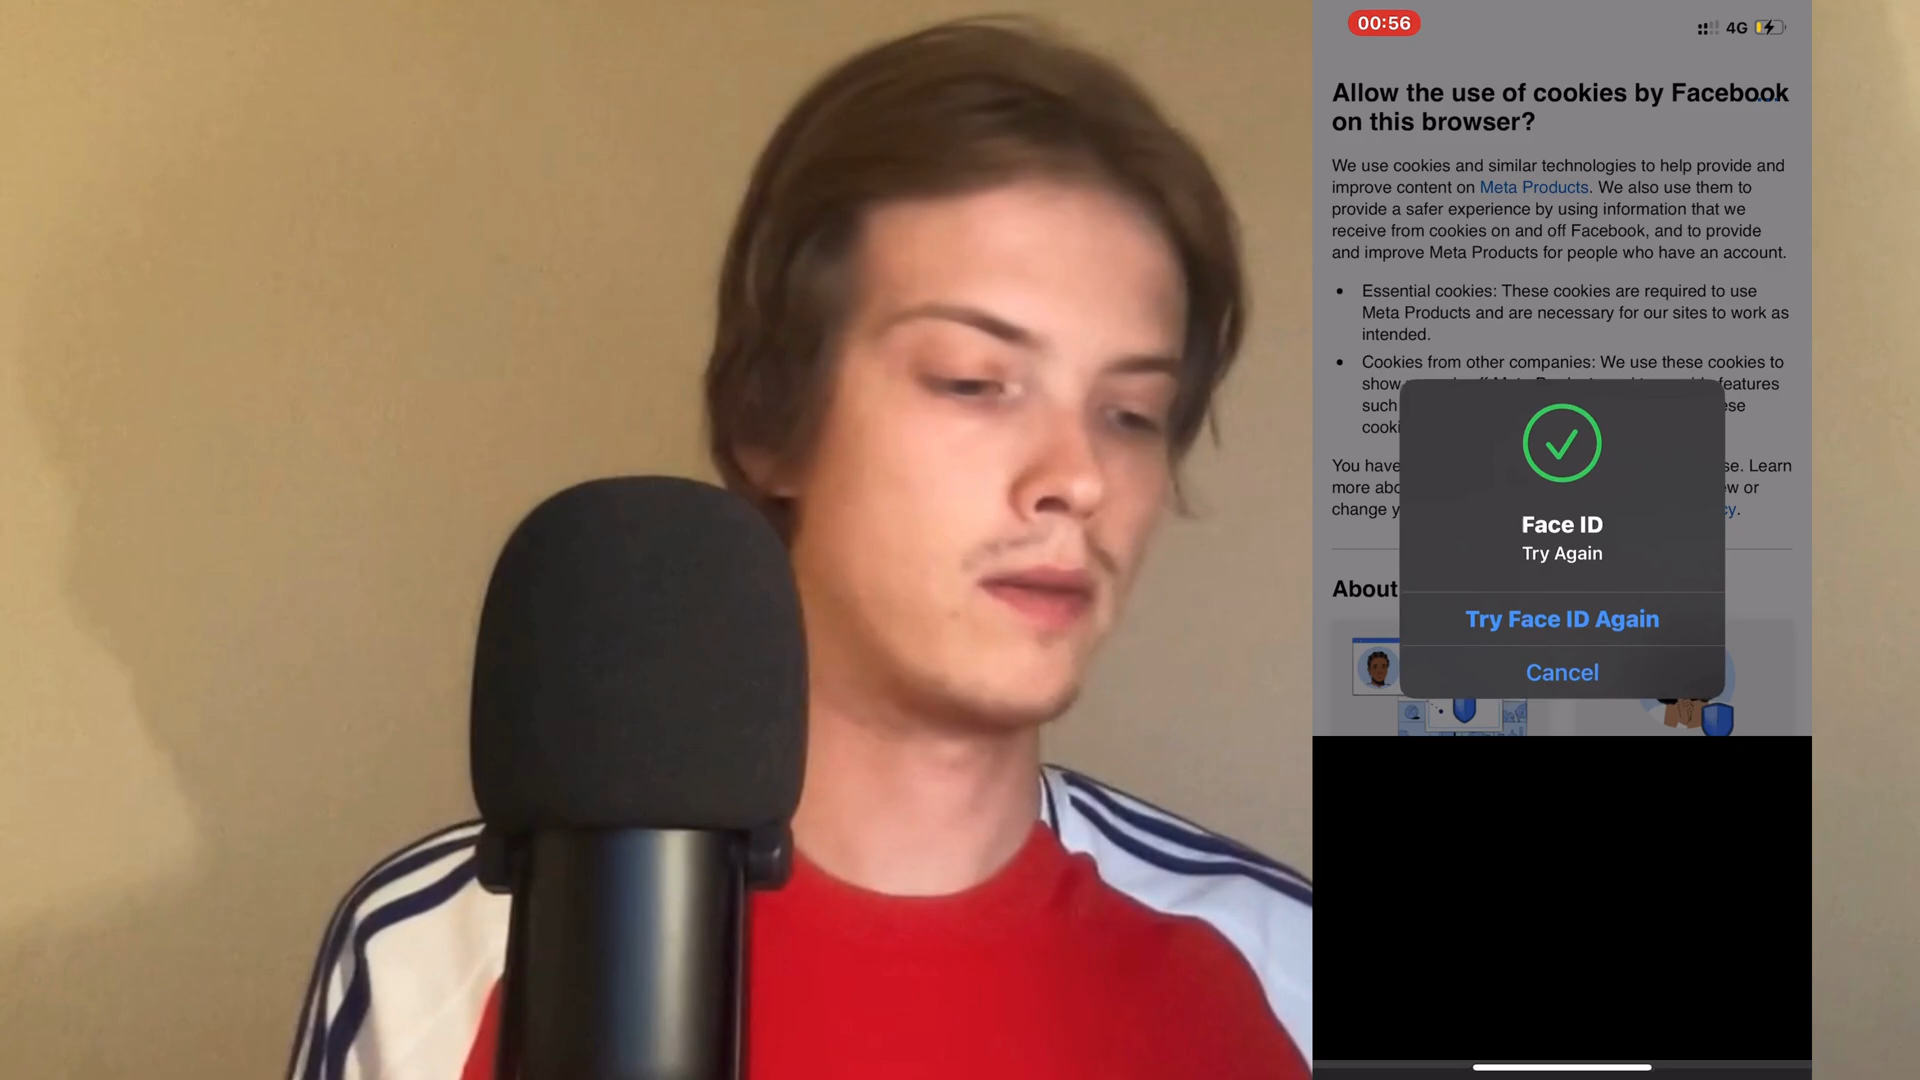 00:56
4G
Allow the use of cookies by Facebook
on this browser?
We use cookies and similar technologies to help provide and
improve content on Meta Products. We also use them to
provide a safer experience by using information that we
receive from cookies on and off Facebook, and to provide
and improve Meta Products for people who have an account.
• Essential cookies: These cookies are required to use
Meta Products and are necessary for our sites to work as
intended.
• Cookies from other companies: We use these cookies to
show features
such
You have se. Learn
more
change
Face ID
Try Again
Try Face ID Again
Cancel
About